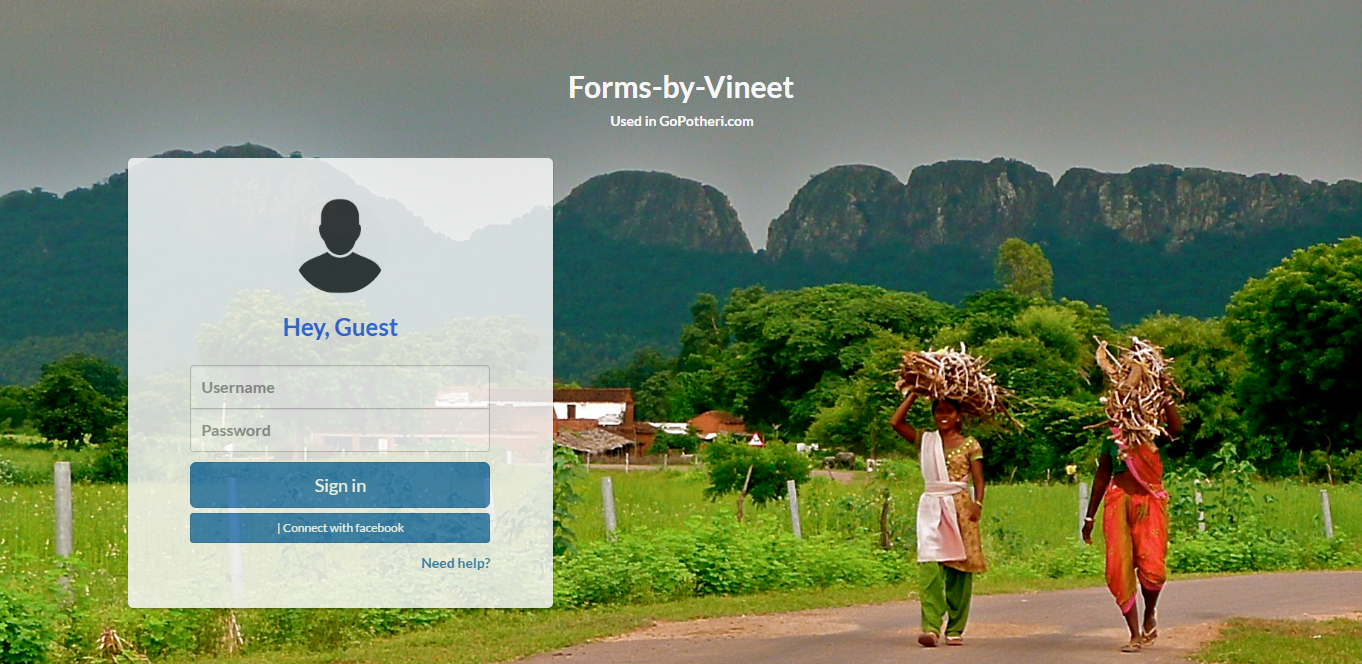 Forms-by-Vineet
Used in GoPotheri.com
Hey, Guest
Username
Password
Sign in
| Connect with facebook
Need help?